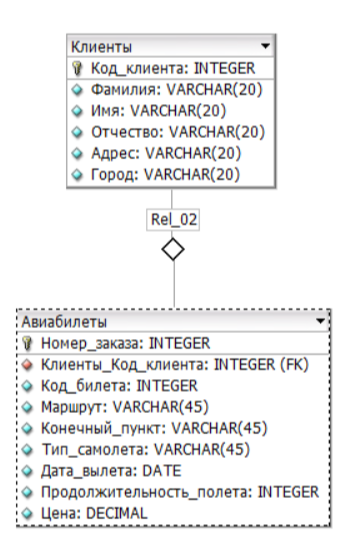 Клиенты
Код_клиента: INTEGER
Фамилия: VARCHAR(20)
Имя: VARCHAR(20)
Отчество: VARCHAR(20)
Адрес: VARCHAR(20)
Город: VARCHAR(20)
Rel_02
Авиабилеты
Номер_заказа: INTEGER
Клиенты_Код_клиента: INTEGER (FK)
Код_билета: INTEGER
Маршрут: VARCHAR(45)
Конечный_пункт: VARCHAR(45)
Тип_самолета: VARCHAR(45)
Дата_вылета: DATE
Продолжительность_полета: INTEGER
Цена: DECIMAL